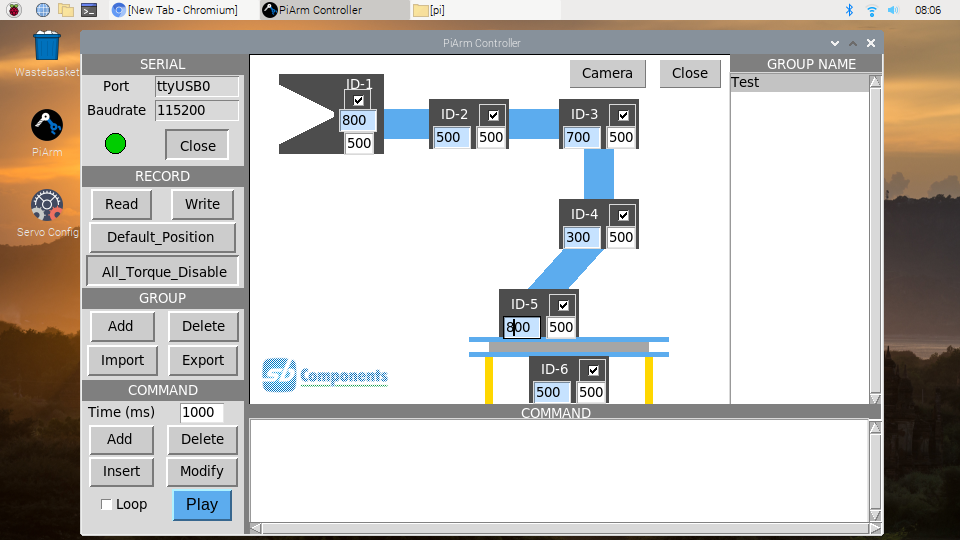 [New Tab - Chromium]
PiArm Controller
[pi]
08:06
Wastebasket
PiArm
Servo Config
PiArm Controller
SERIAL
Port ttyUSB0
Baudrate 115200
Close
RECORD
Read Write
Default_Position
All_Torque_Disable
GROUP
Add Delete
Import Export
COMMAND
Time (ms) 1000
Add Delete
Insert Modify
Loop Play
Camera Close
ID-1
800
500
ID-2
500 500
ID-3
700 500
ID-4
300 500
ID-5
800 500
ID-6
500 500
sb Components
GROUP NAME
Test
COMMAND